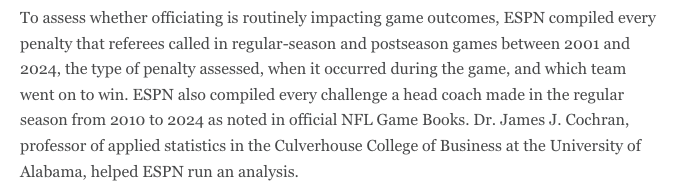 To assess whether officiating is routinely impacting game outcomes, ESPN compiled every
penalty that referees called in regular-season and postseason games between 2001 and
2024, the type of penalty assessed, when it occurred during the game, and which team
went on to win. ESPN also compiled every challenge a head coach made in the regular
season from 2010 to 2024 as noted in official NFL Game Books. Dr. James J. Cochran,
professor of applied statistics in the Culverhouse College of Business at the University of
Alabama, helped ESPN run an analysis.